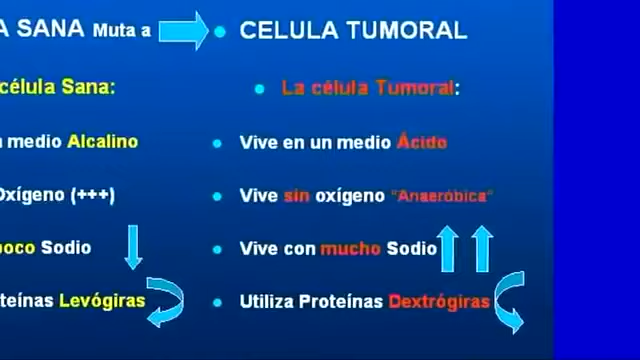 A SANA Muta a
CELULA TUMORAL
célula Sana:
La célula Tumoral:
medio Alcalino
Vive en un medio Ácido
Oxígeno (+++)
Vive sin oxígeno "Anaeróbica"
poco Sodio
Vive con mucho Sodio
teínas Levógiras
Utiliza Proteínas Dextrógiras